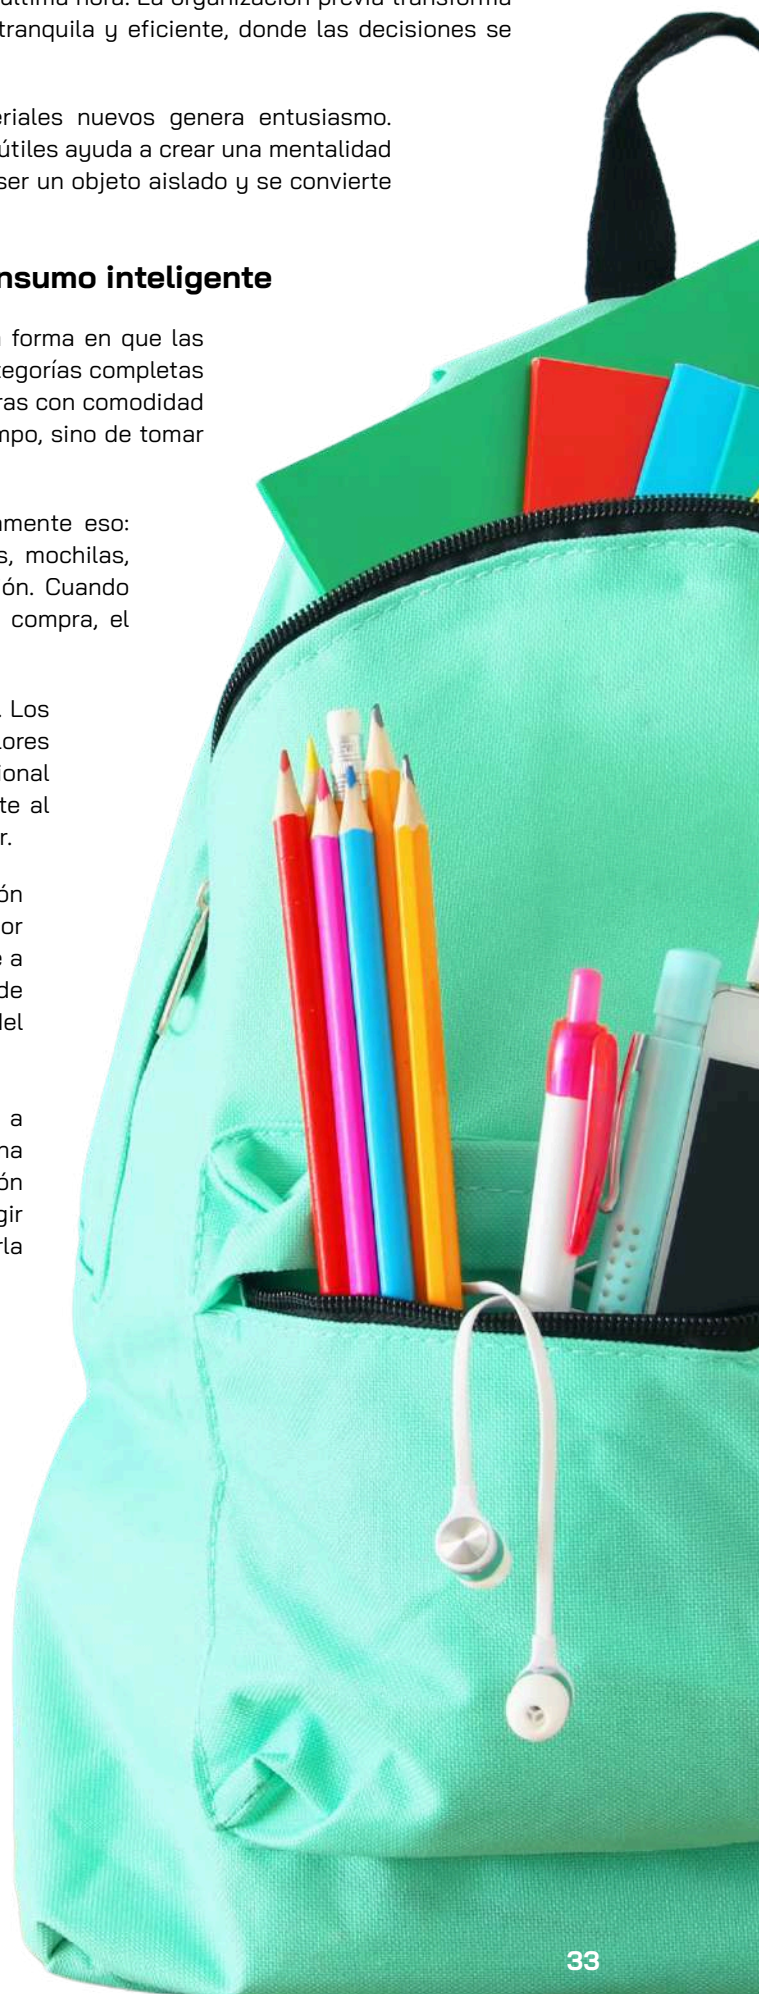 última hora. La organización previa transforma
tranquila y eficiente, donde las decisiones se
eriales nuevos genera entusiasmo.
útiles ayuda a crear una mentalidad
ser un objeto aislado y se convierte
nsumo inteligente
forma en que las
tegorías completas
ras con comodidad
mpo, sino de tomar
amente eso:
s, mochilas,
ón. Cuando
compra, el
. Los
lores
ional
te al
r.
ón
or
e a
de
del
a
na
ón
gir
rla
33